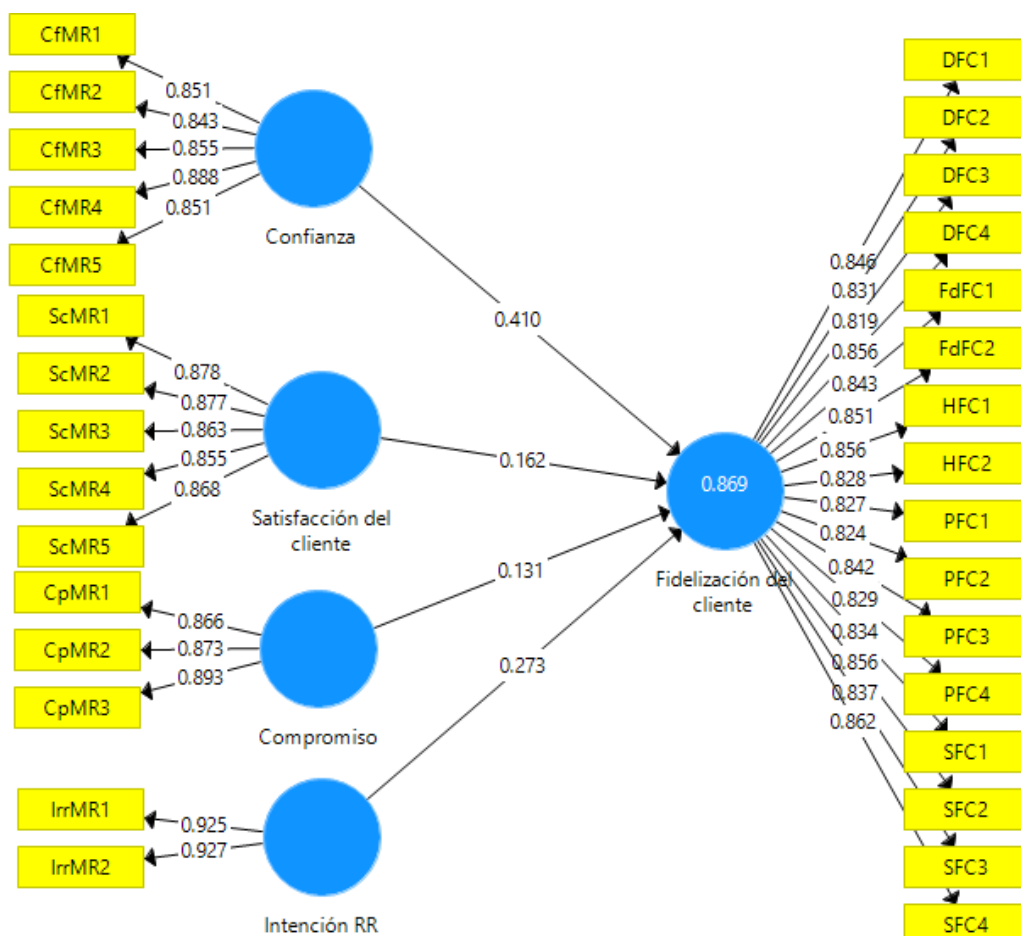 CfMR1
CfMR2
CfMR3
CfMR4
CfMR5
0.851
0.843
0.855
0.888
0.851
Confianza
ScMR1
ScMR2
ScMR3
ScMR4
ScMR5
0.878
0.877
0.863
0.855
0.868
Satisfacción del
cliente
CpMR1
CpMR2
CpMR3
0.866
0.873
0.893
Compromiso
IrrMR1
IrrMR2
0.925
0.927
Intención RR
0.410
0.162
0.131
0.273
0.869
Fidelización del
cliente
0.846
0.831
0.819
0.856
0.843
0.851
0.856
0.828
0.827
0.824
0.842
0.829
0.834
0.856
0.837
0.862
DFC1
DFC2
DFC3
DFC4
FdFC1
FdFC2
HFC1
HFC2
PFC1
PFC2
PFC3
PFC4
SFC1
SFC2
SFC3
SFC4